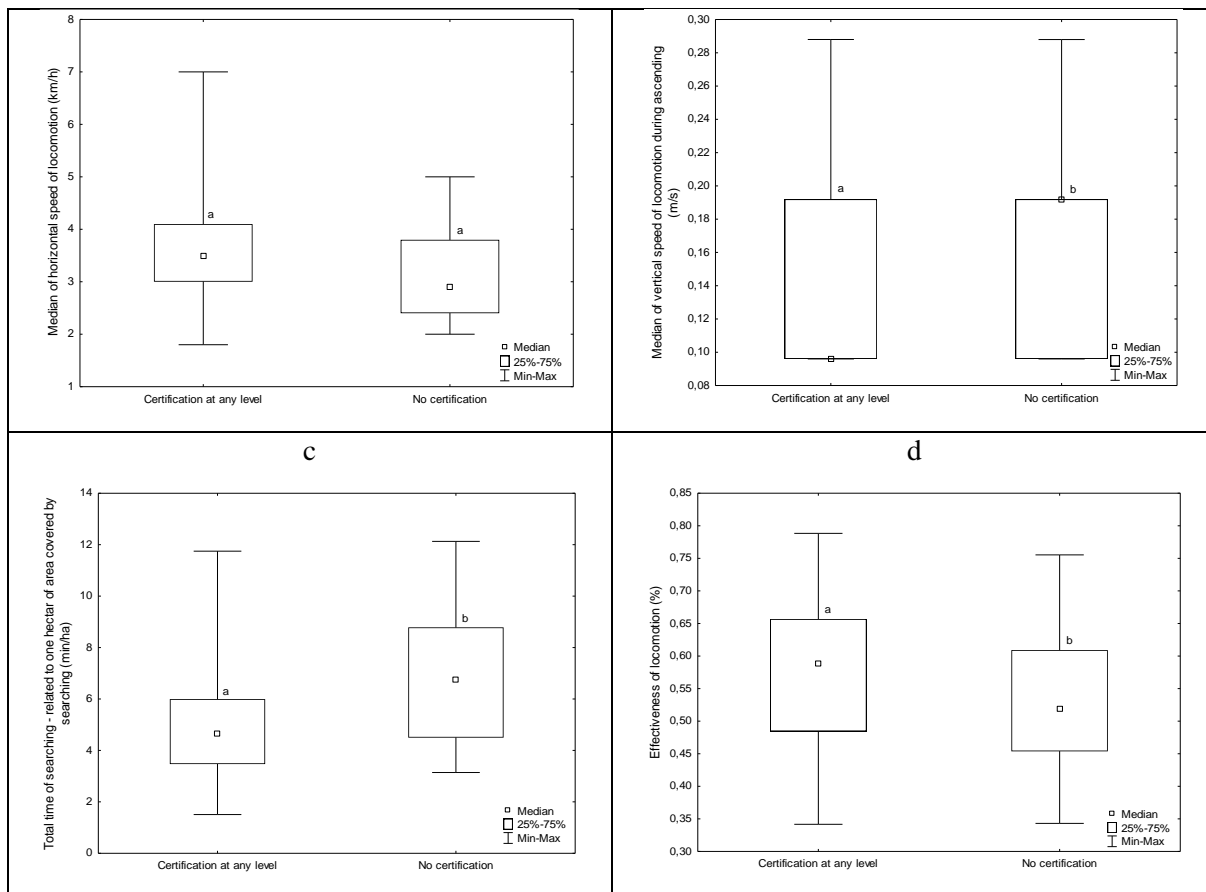 Median of horizontal speed of locomotion (km/h)
8
7
6
5
4
3
2
1
a
a
Median
25%-75%
Min-Max
Certification at any level
No certification
Median of vertical speed of locomotion during ascending
(m/s)
0,30
0,28
0,26
0,24
0,22
0,20
0,18
0,16
0,14
0,12
0,10
0,08
a
b
Median
25%-75%
Min-Max
Certification at any level
No certification
c
Total time of searching - related to one hectar of area covered by
searching (min/ha)
14
12
10
8
6
4
2
0
a
b
Median
25%-75%
Min-Max
Certification at any level
No certification
d
Effectiveness of locomotion (%)
0,85
0,80
0,75
0,70
0,65
0,60
0,55
0,50
0,45
0,40
0,35
0,30
a
b
Median
25%-75%
Min-Max
Certification at any level
No certification